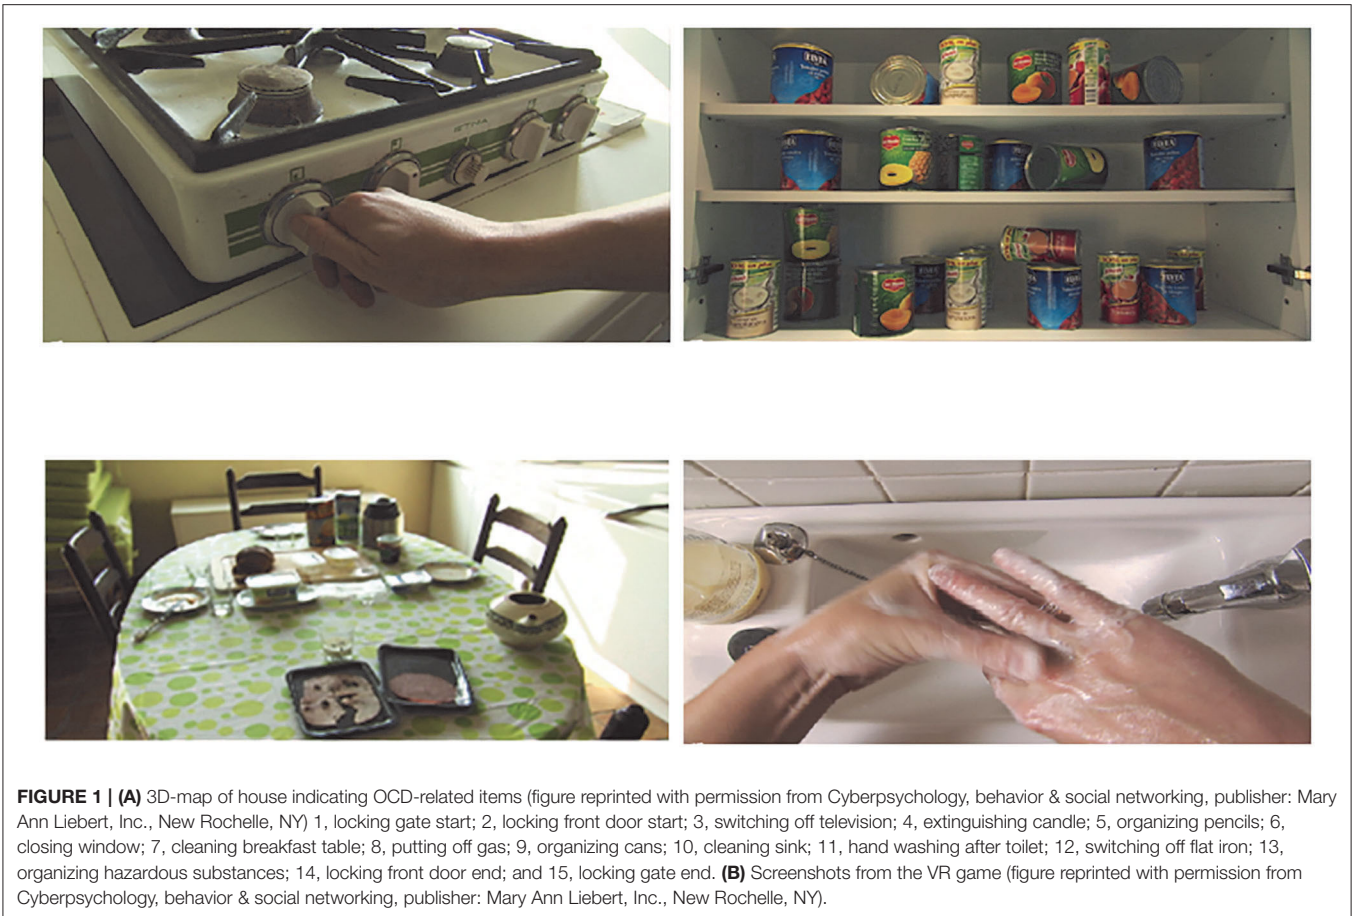 ETNA
FIGURE 1 | (A) 3D-map of house indicating OCD-related items (figure reprinted with permission from Cyberpsychology, behavior & social networking, publisher: Mary
Ann Liebert, Inc., New Rochelle, NY) 1, locking gate start; 2, locking front door start; 3, switching off television; 4, extinguishing candle; 5, organizing pencils; 6,
closing window; 7, cleaning breakfast table; 8, putting off gas; 9, organizing cans; 10, cleaning sink; 11, hand washing after toilet; 12, switching off flat iron; 13,
organizing hazardous substances; 14, locking front door end; and 15, locking gate end. (B) Screenshots from the VR game (figure reprinted with permission from
Cyberpsychology, behavior & social networking, publisher: Mary Ann Liebert, Inc., New Rochelle, NY).